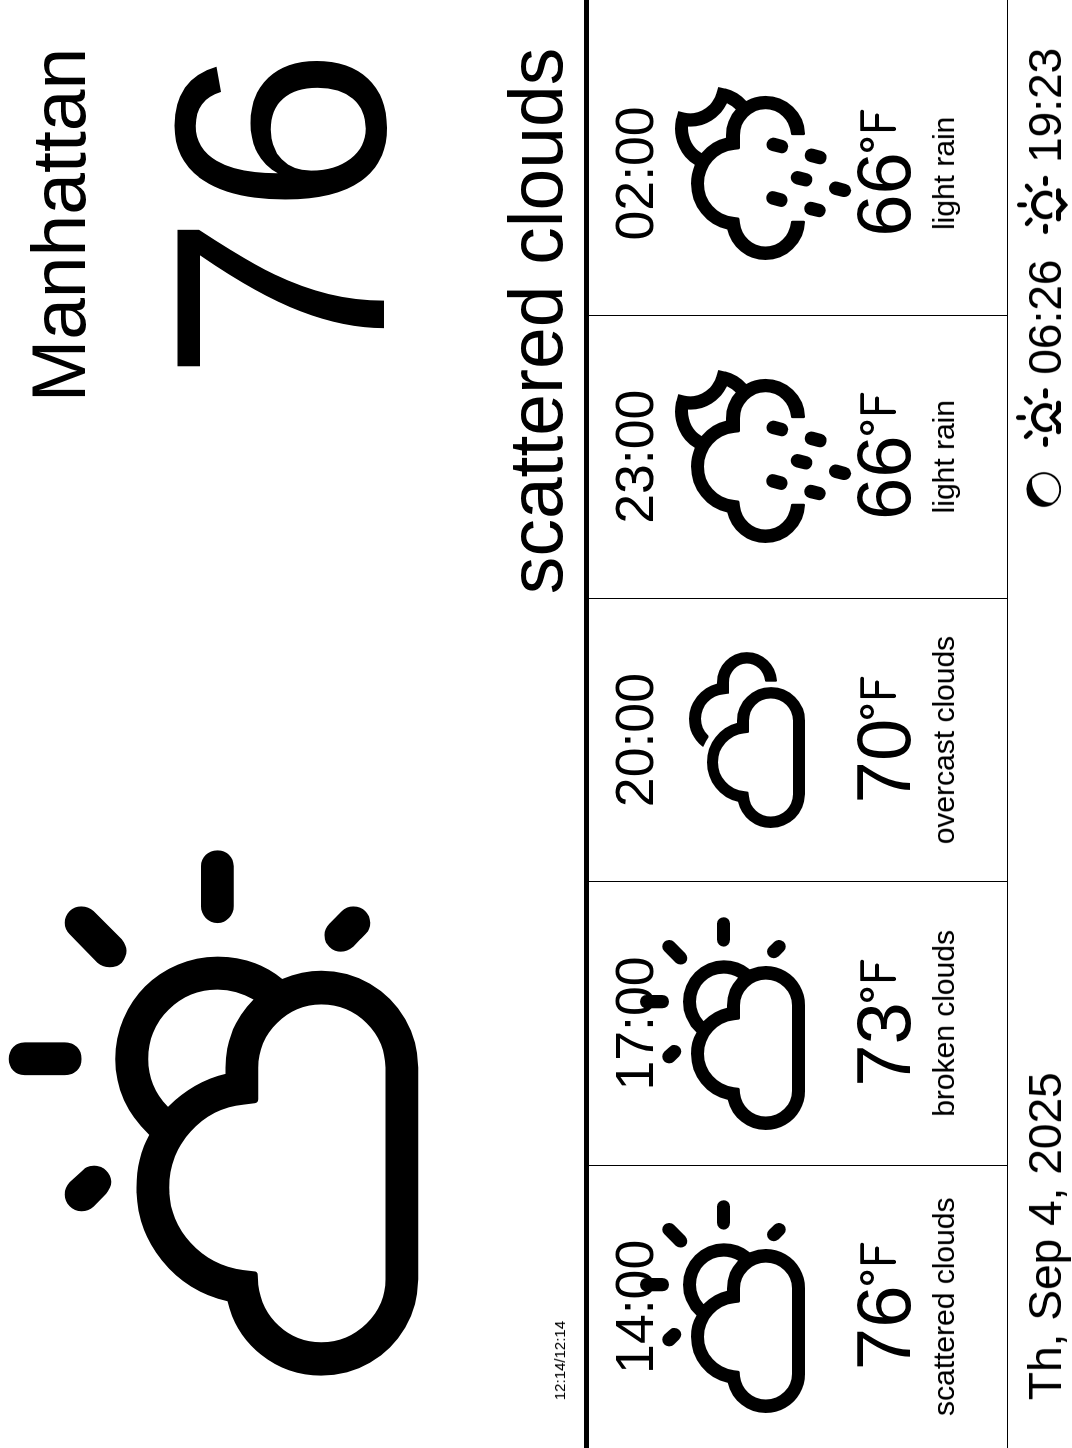 Manhattan
76
scattered clouds
12:14/12:14
14:00
76°F
scattered clouds
17:00
73°F
broken clouds
20:00
70°F
overcast clouds
23:00
66°F
light rain
02:00
66°F
light rain
Th, Sep 4, 2025
06:26
19:23